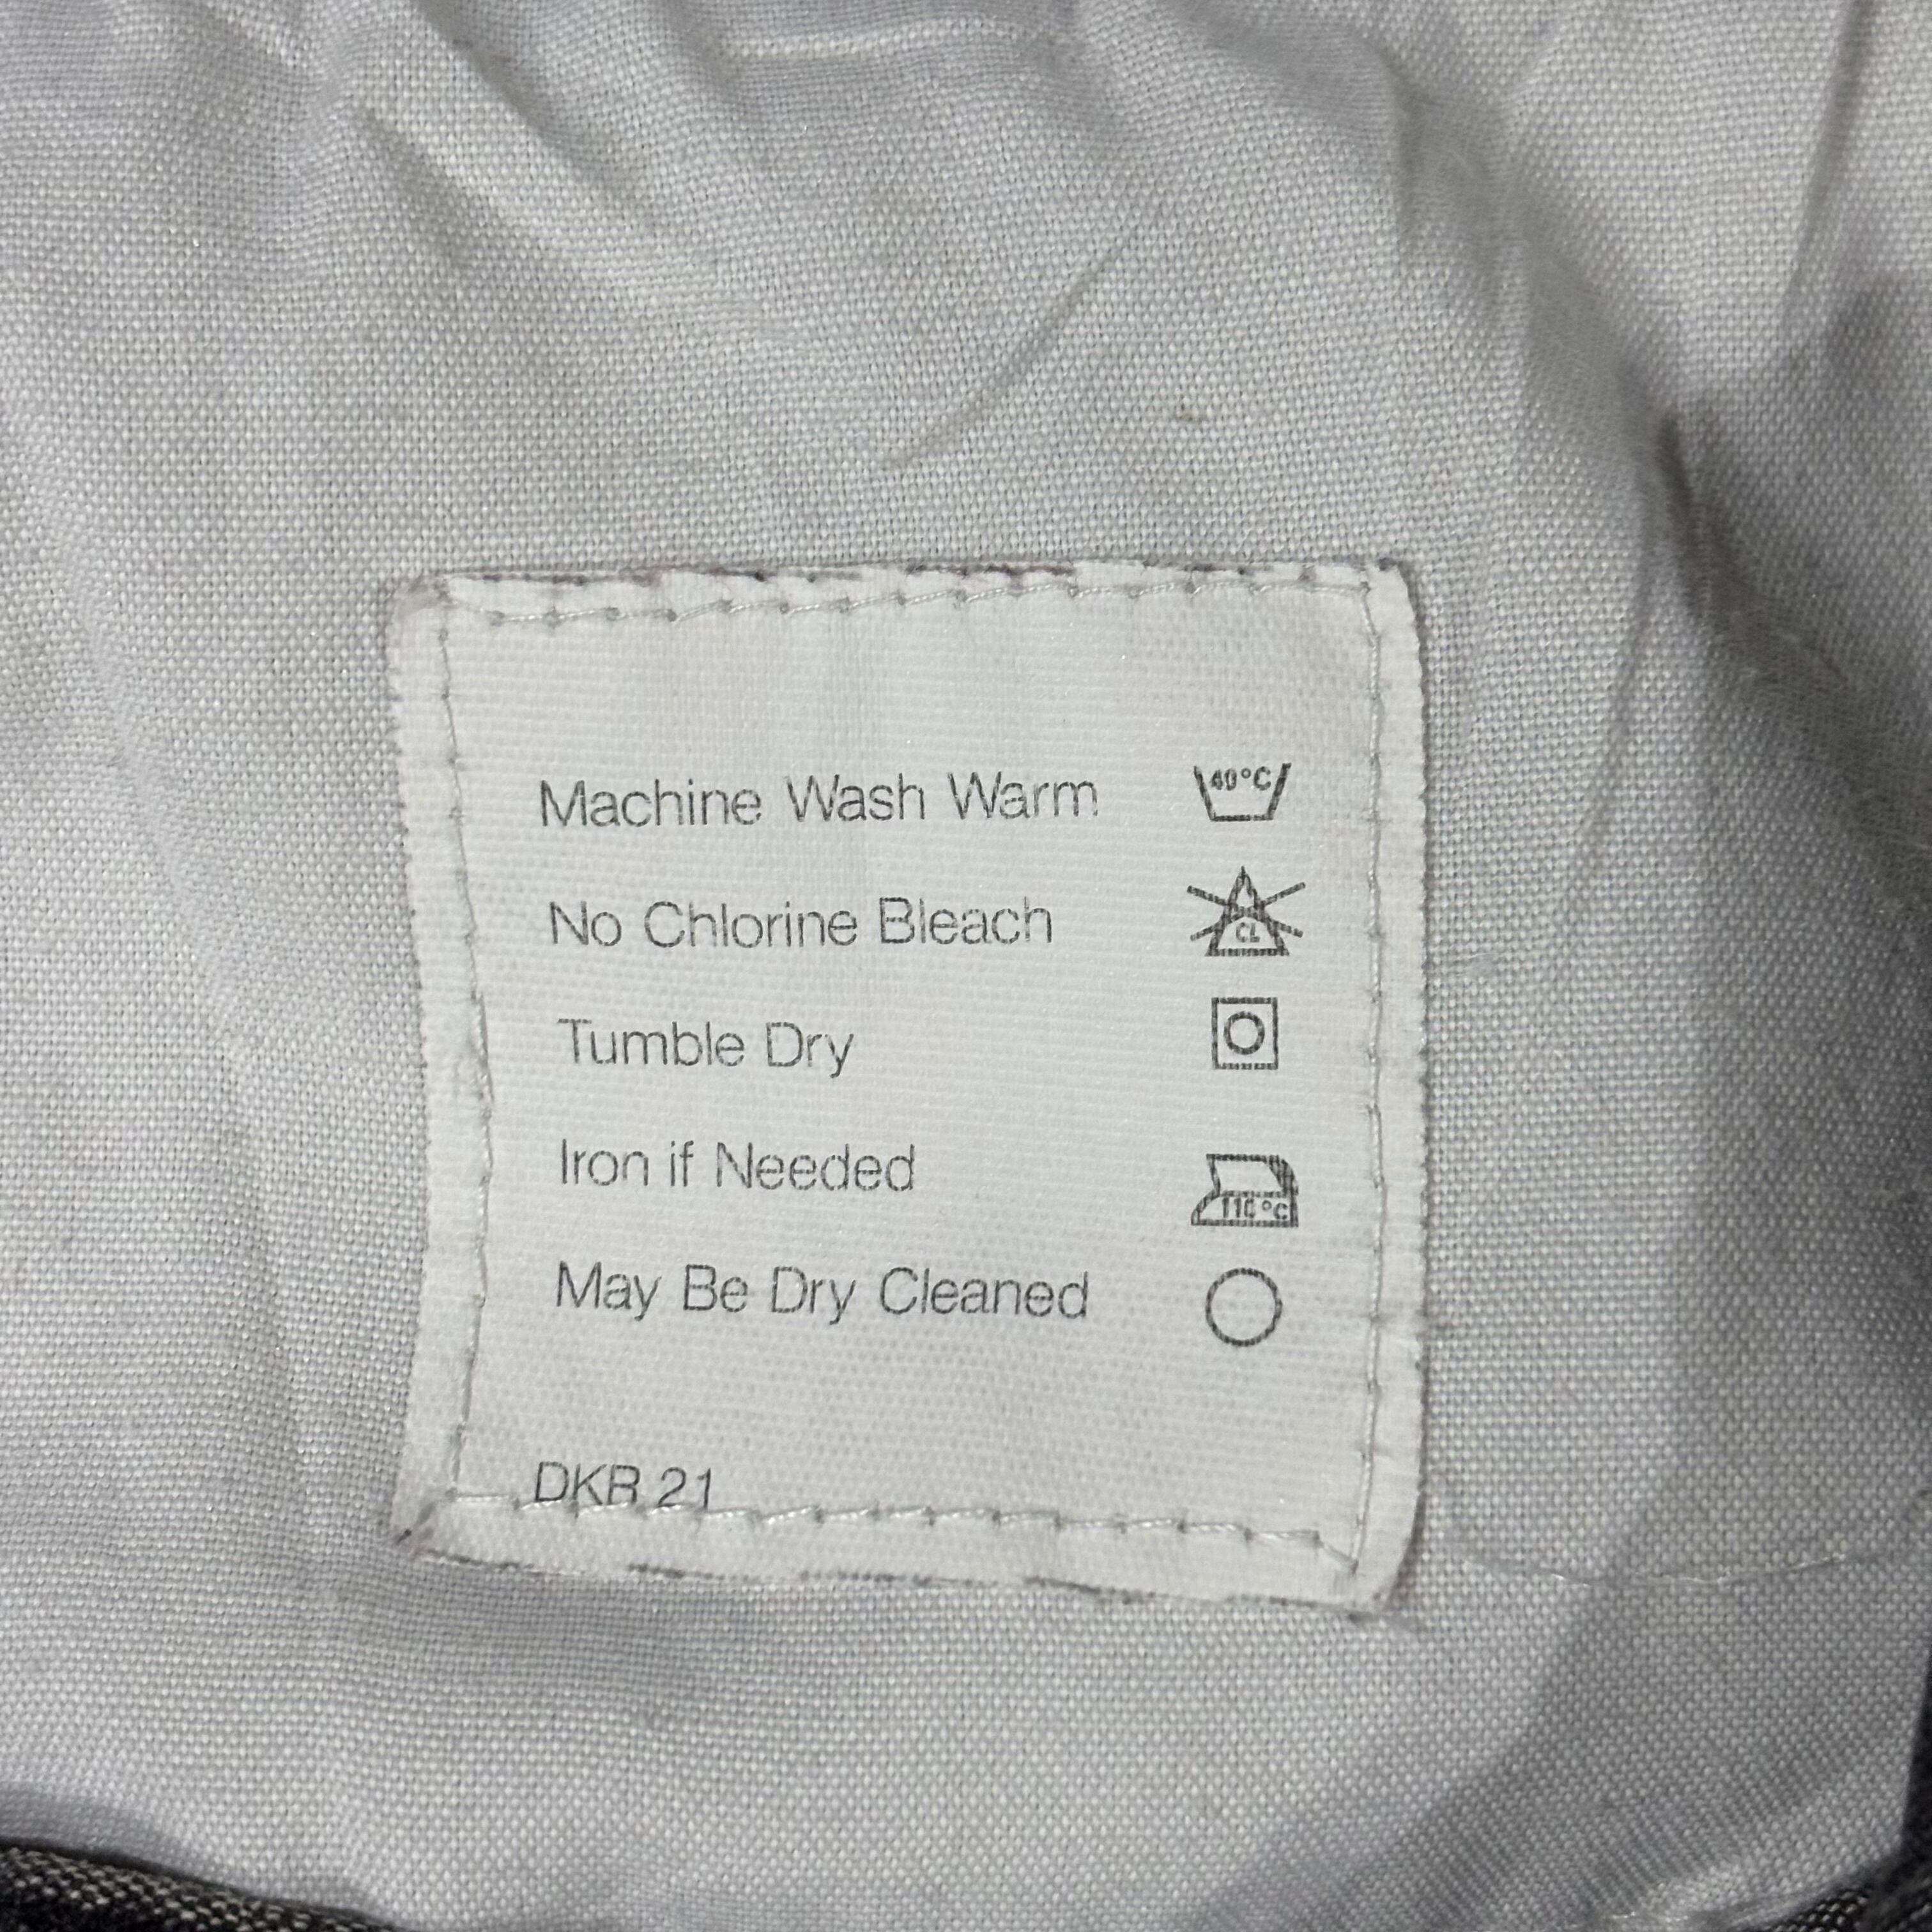 Machine Wash Warm 40°C
No Chlorine Bleach CL
Tumble Dry
Iron if Needed 110°C
May Be Dry Cleaned
DKR 21